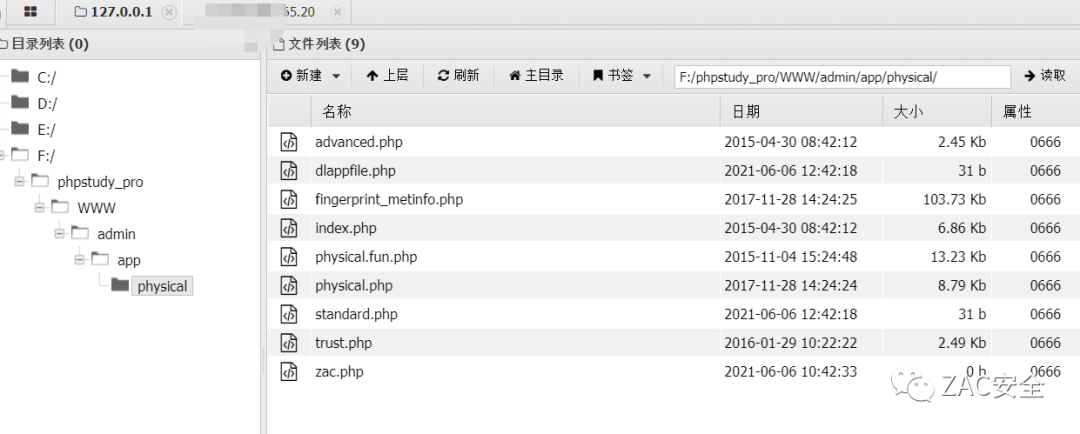 127.0.0.1
55.20
目录列表 (0)
文件列表 (9)
新建 上层 刷新 主目录 书签 F:/phpstudy_pro/WWW/admin/app/physical/ 读取
C:/
D:/
E:/
F:/
phpstudy_pro
WWW
admin
app
physical
名称 日期 大小 属性
advanced.php 2015-04-30 08:42:12 2.45 Kb 0666
dlappfile.php 2021-06-06 12:42:18 31 b 0666
fingerprint_metinfo.php 2017-11-28 14:24:25 103.73 Kb 0666
index.php 2015-04-30 08:42:12 6.86 Kb 0666
physical.fun.php 2015-11-04 15:24:48 13.23 Kb 0666
physical.php 2017-11-28 14:24:24 8.79 Kb 0666
standard.php 2021-06-06 12:42:18 31 b 0666
trust.php 2016-01-29 10:22:22 2.49 Kb 0666
zac.php 2021-06-06 10:42:33 0 b 0666
ZAC安全